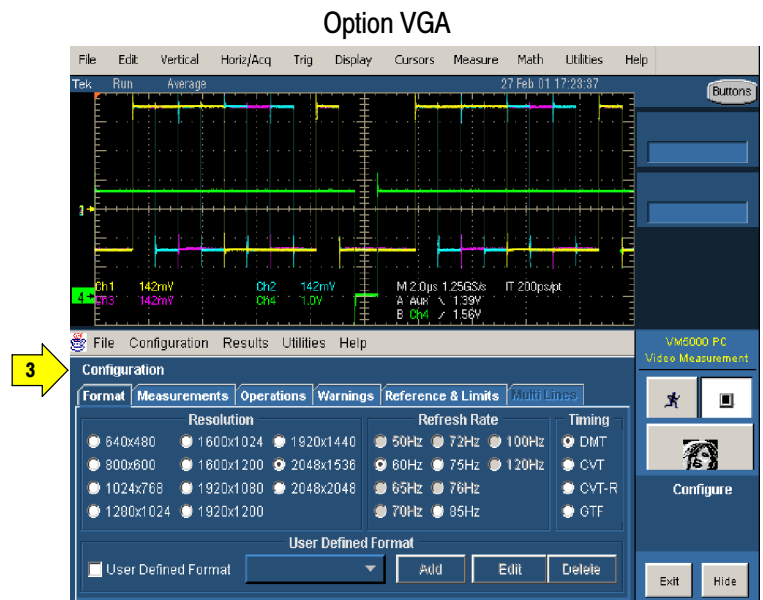 Option VGA
File Edit Vertical Horiz/Acq Trig Display Cursors Measure Math Utilities Help
Tek Run Average 27 Feb 01 17:23:37
Buttons
Ch1 142mV Ch2 142mV M 2.0µs 1.25GS/s IT 200ps/pt
Ch3 142mV Ch4 1.0V A Aux \ 1.39V
B Ch4 / 1.56V
4
File Configuration Results Utilities Help
VM5000 PC
Video Measurement
3
Configuration
Format Measurements Operations Warnings Reference & Limits Multi Lines
Resolution Refresh Rate Timing
640x480 1600x1024 1920x1440 50Hz 72Hz 100Hz DMT
800x600 1600x1200 2048x1536 60Hz 75Hz 120Hz CVT
1024x768 1920x1080 2048x2048 65Hz 76Hz CVT-R
1280x1024 1920x1200 70Hz 85Hz GTF
Configure
User Defined Format
User Defined Format Add Edit Delete
Exit Hide